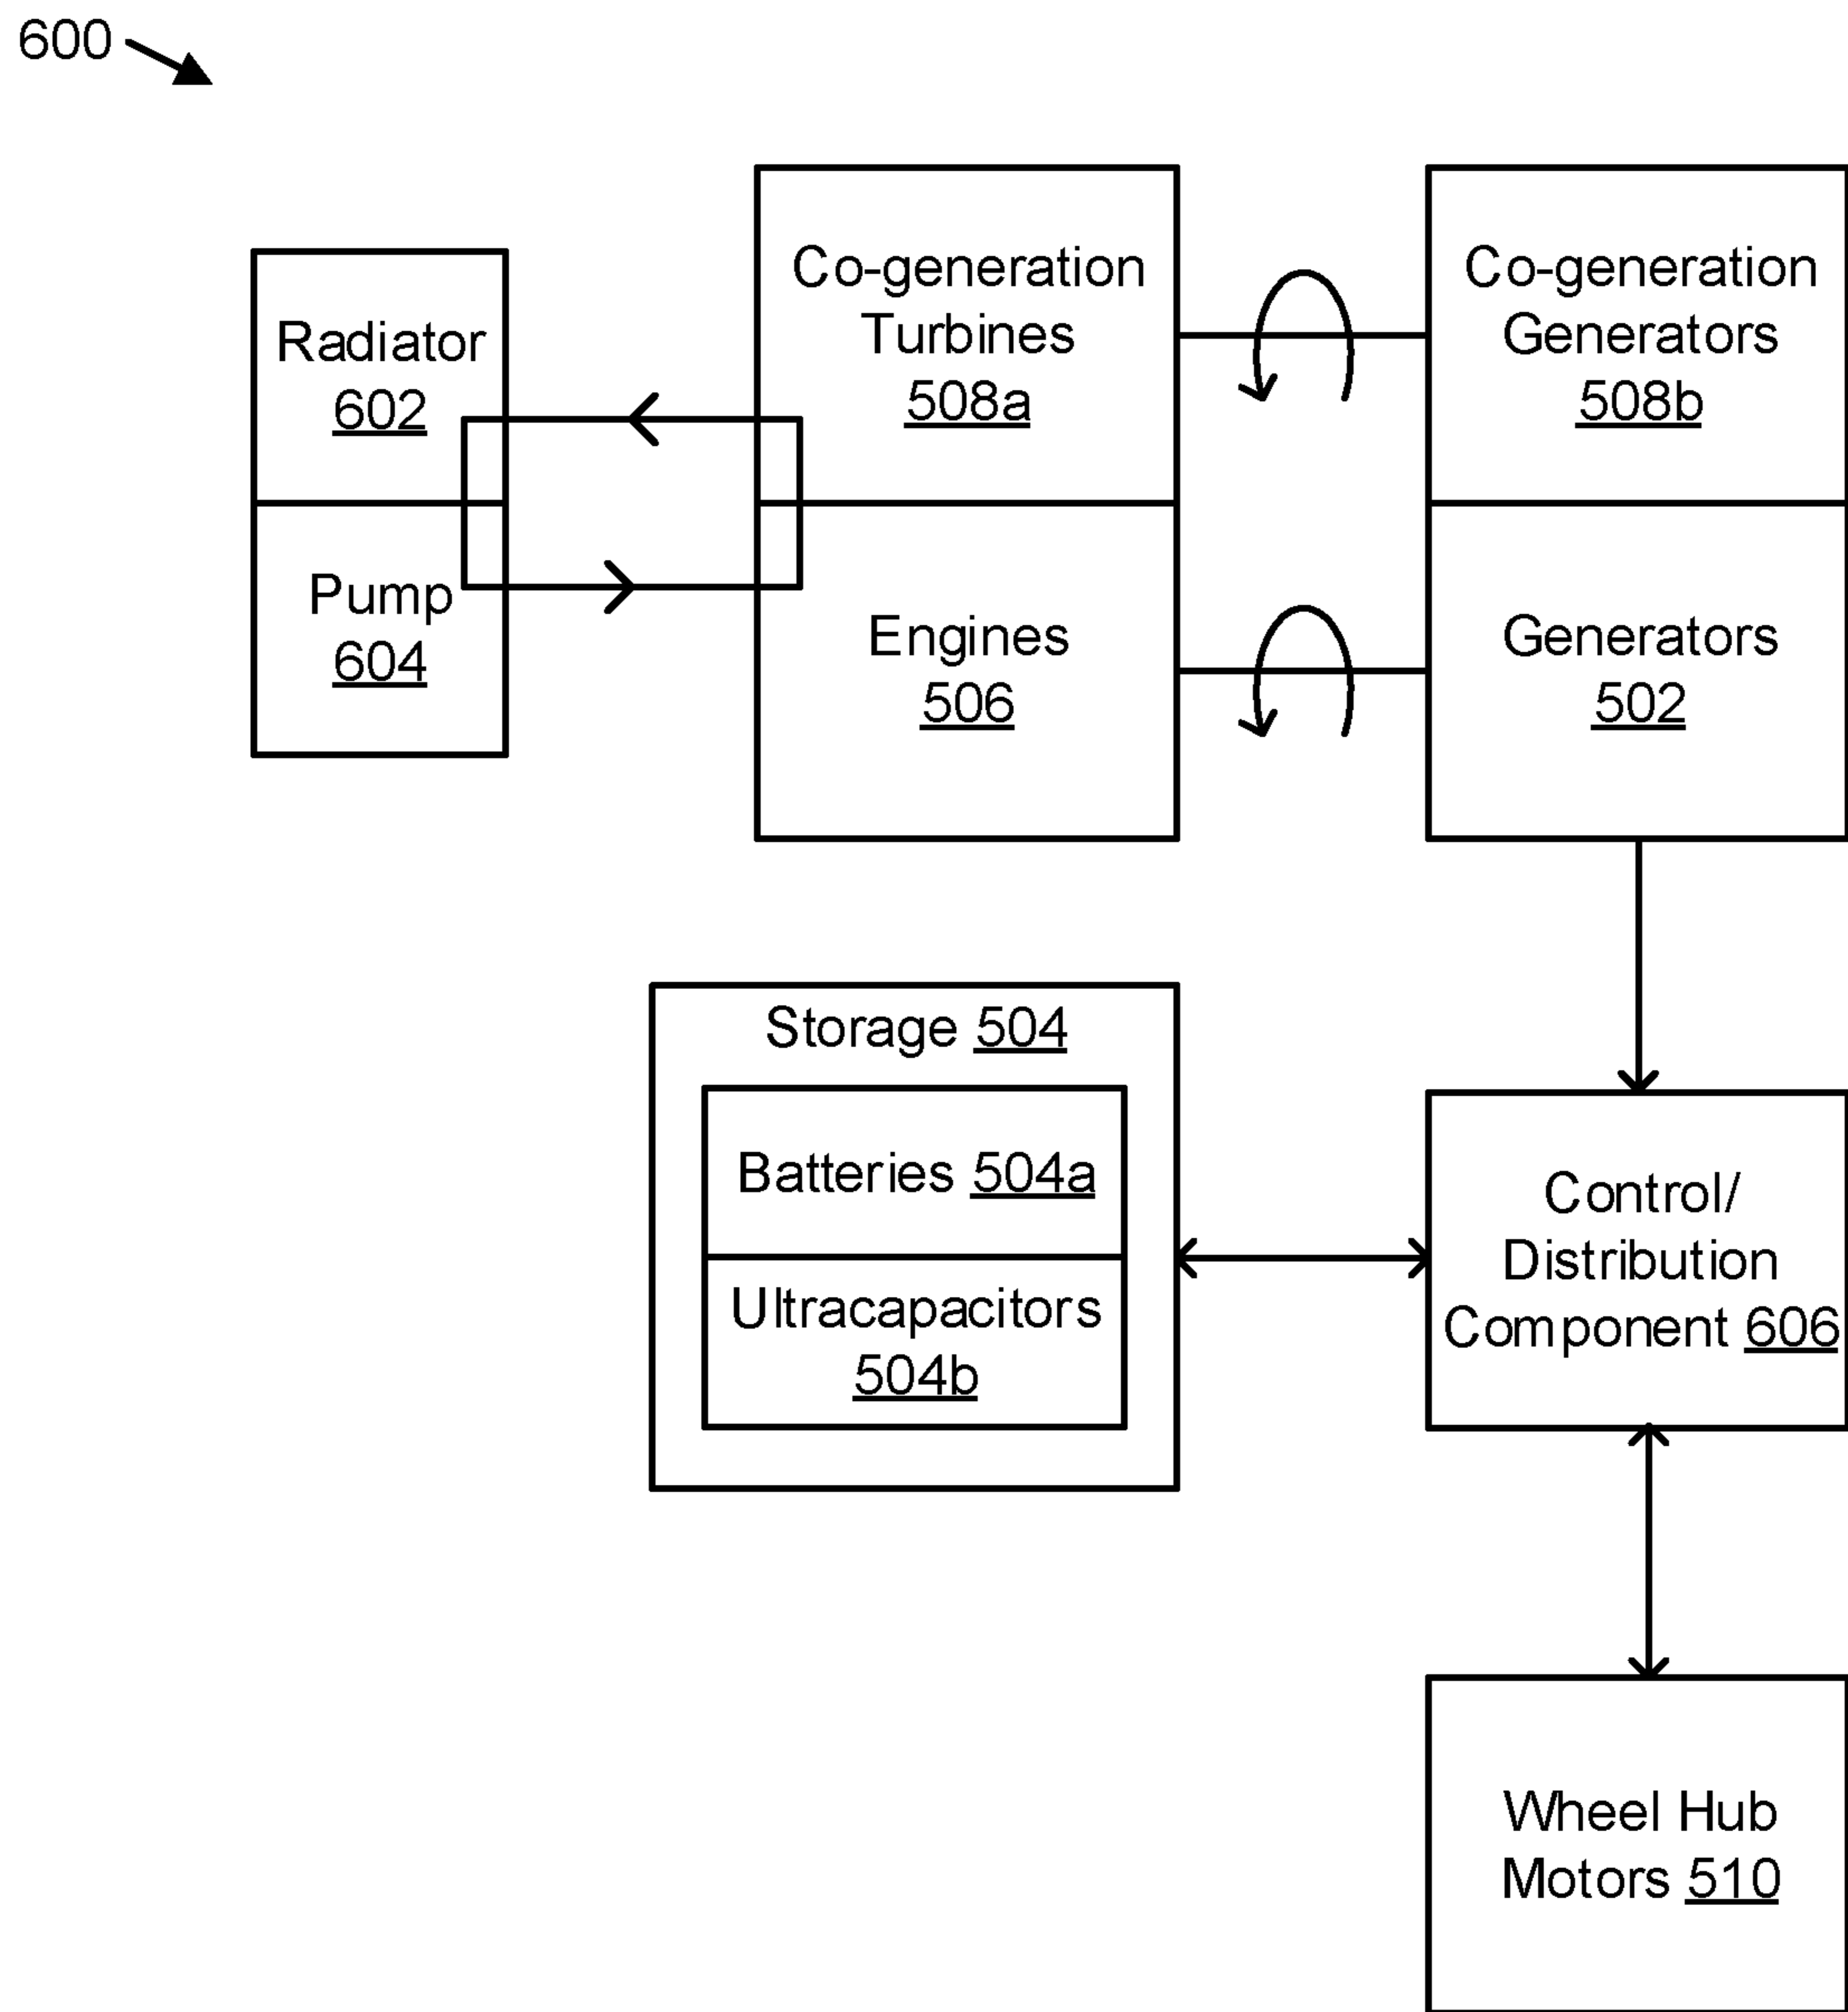 600
Radiator
602
Pump
604
Co-generation
Turbines
508a
Engines
506
Co-generation
Generators
508b
Generators
502
Storage 504
Batteries 504a
Ultracapacitors
504b
Control/
Distribution
Component 606
Wheel Hub
Motors 510